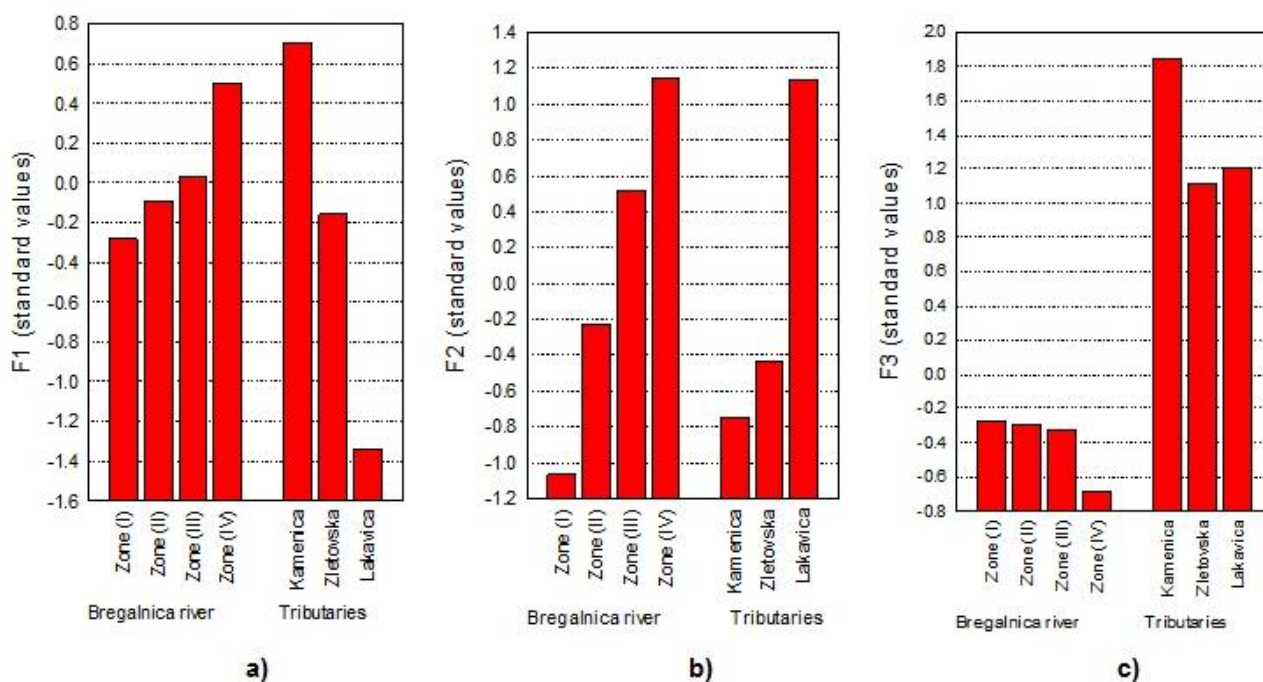 F1 (standard values)
0.8
0.6
0.4
0.2
0.0
-0.2
-0.4
-0.6
-0.8
-1.0
-1.2
-1.4
-1.6
Zone (I)
Zone (II)
Zone (III)
Zone (IV)
Kamenica
Zletovska
Lakavica
Bregalnica river
Tributaries
a)
F2 (standard values)
1.4
1.2
1.0
0.8
0.6
0.4
0.2
0.0
-0.2
-0.4
-0.6
-0.8
-1.0
-1.2
Zone (I)
Zone (II)
Zone (III)
Zone (IV)
Kamenica
Zletovska
Lakavica
Bregalnica river
Tributaries
b)
F3 (standard values)
2.0
1.8
1.6
1.4
1.2
1.0
0.8
0.6
0.4
0.2
0.0
-0.2
-0.4
-0.6
-0.8
Zone (I)
Zone (II)
Zone (III)
Zone (IV)
Kamenica
Zletovska
Lakavica
Bregalnica river
Tributaries
c)